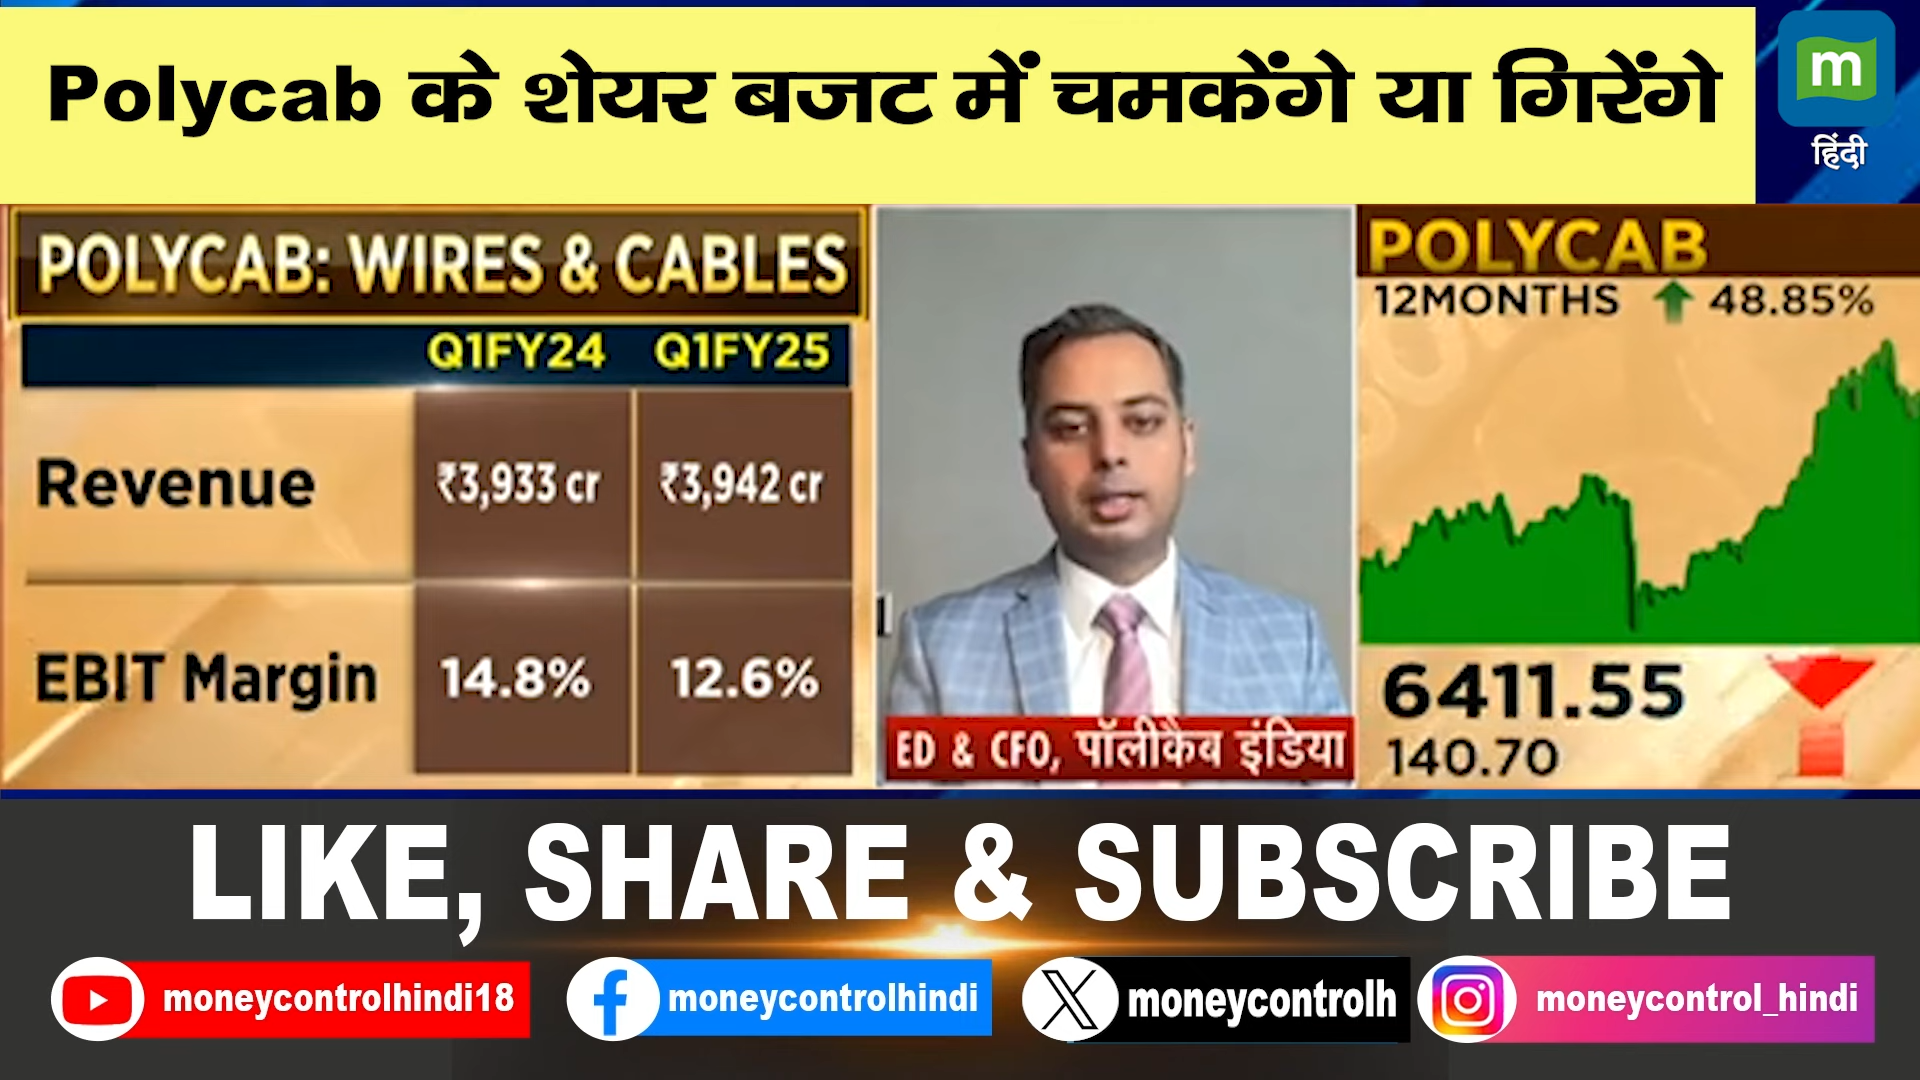 Polycab के शेयर बजट में चमकेंगे या गिरेंगे
m
हिंदी
POLYCAB: WIRES & CABLES
Q1FY24 Q1FY25
Revenue ₹3,933 cr ₹3,942 cr
EBIT Margin 14.8% 12.6%
ED & CFO, पॉलीकैब इंडिया
POLYCAB
12MONTHS 48.85%
6411.55
140.70
LIKE, SHARE & SUBSCRIBE
moneycontrolhindi18
moneycontrolhindi
moneycontrolh
moneycontrol_hindi